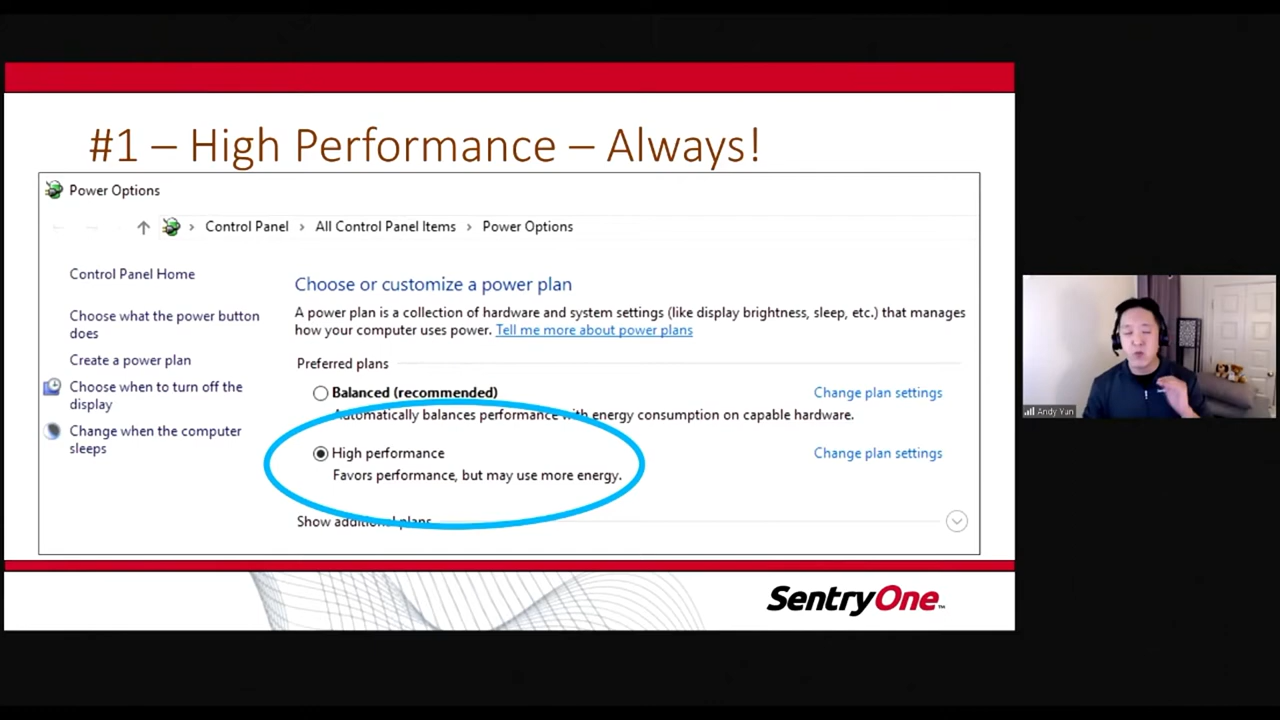 #1 – High Performance – Always!
Power Options
Control Panel > All Control Panel Items > Power Options
Control Panel Home
Choose what the power button
does
Create a power plan
Choose when to turn off the
display
Change when the computer
sleeps
Choose or customize a power plan
A power plan is a collection of hardware and system settings (like display brightness, sleep, etc.) that manages
how your computer uses power. Tell me more about power plans
Preferred plans
Balanced (recommended) Change plan settings
Automatically balances performance with energy consumption on capable hardware.
High performance Change plan settings
Favors performance, but may use more energy.
Show additional plans
SentryOne™
Andy Yun